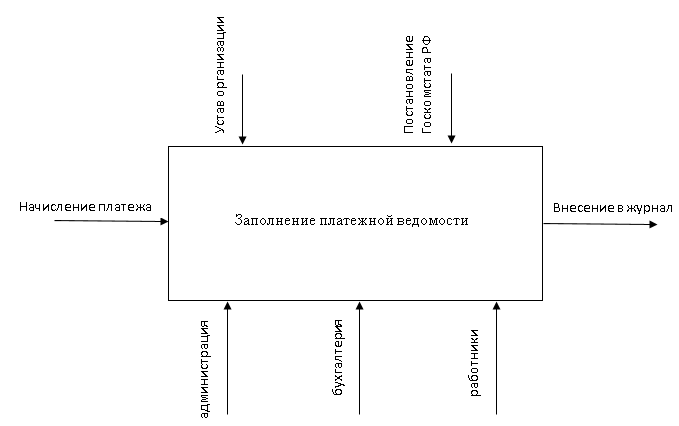 Устав организации
Постановление
Госкомстата РФ
Начисление платежа
Заполнение платежной ведомости
Внесение в журнал
администрация
бухгалтерия
работники